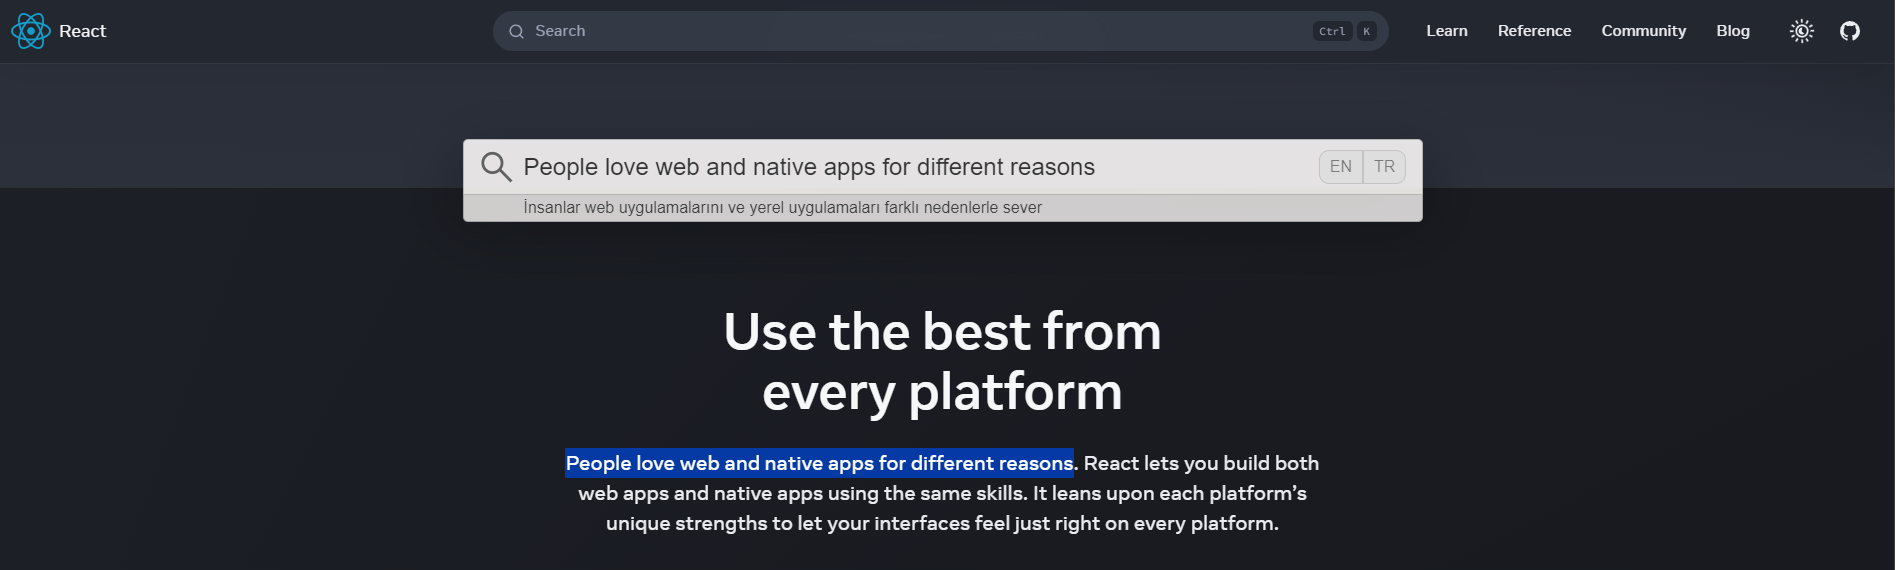 React
Search
Ctrl K
Learn
Reference
Community
Blog
People love web and native apps for different reasons
EN TR
İnsanlar web uygulamalarını ve yerel uygulamaları farklı nedenlerle sever
Use the best from
every platform
People love web and native apps for different reasons. React lets you build both
web apps and native apps using the same skills. It leans upon each platform’s
unique strengths to let your interfaces feel just right on every platform.